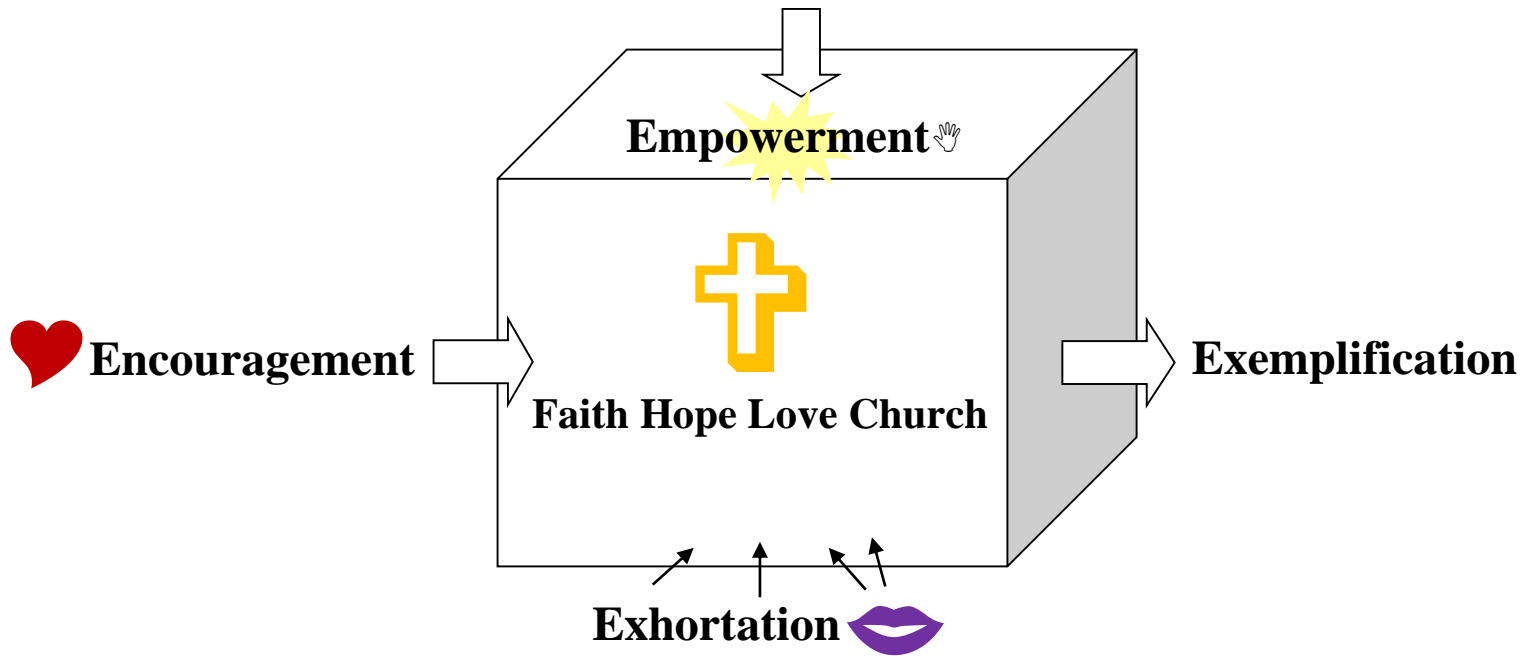 Empowerment
Encouragement
Exemplification
Faith Hope Love Church
Exhortation